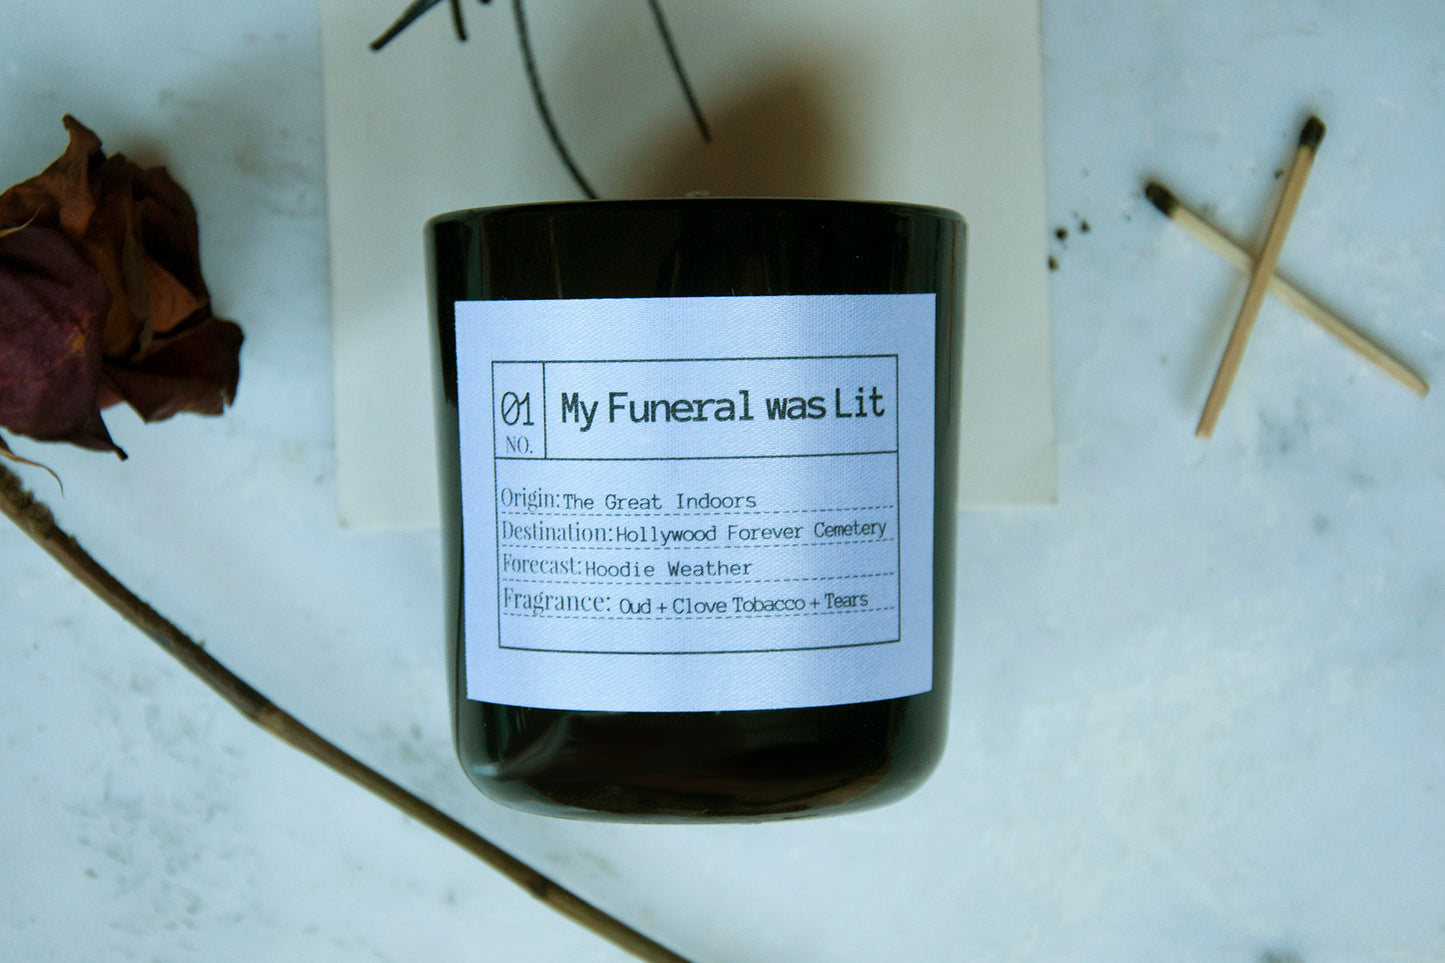 01
NO.
My Funeral was Lit
Origin: The Great Indoors
Destination: Hollywood Forever Cemetery
Forecast: Hoodie Weather
Fragrance: Oud + Clove Tobacco + Tears